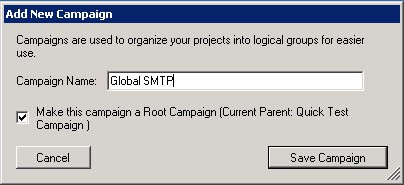 Add New Campaign
Campaigns are used to organize your projects into logical groups for easier
use.
Campaign Name: Global SMTP
Make this campaign a Root Campaign (Current Parent: Quick Test
Campaign )
Cancel Save Campaign